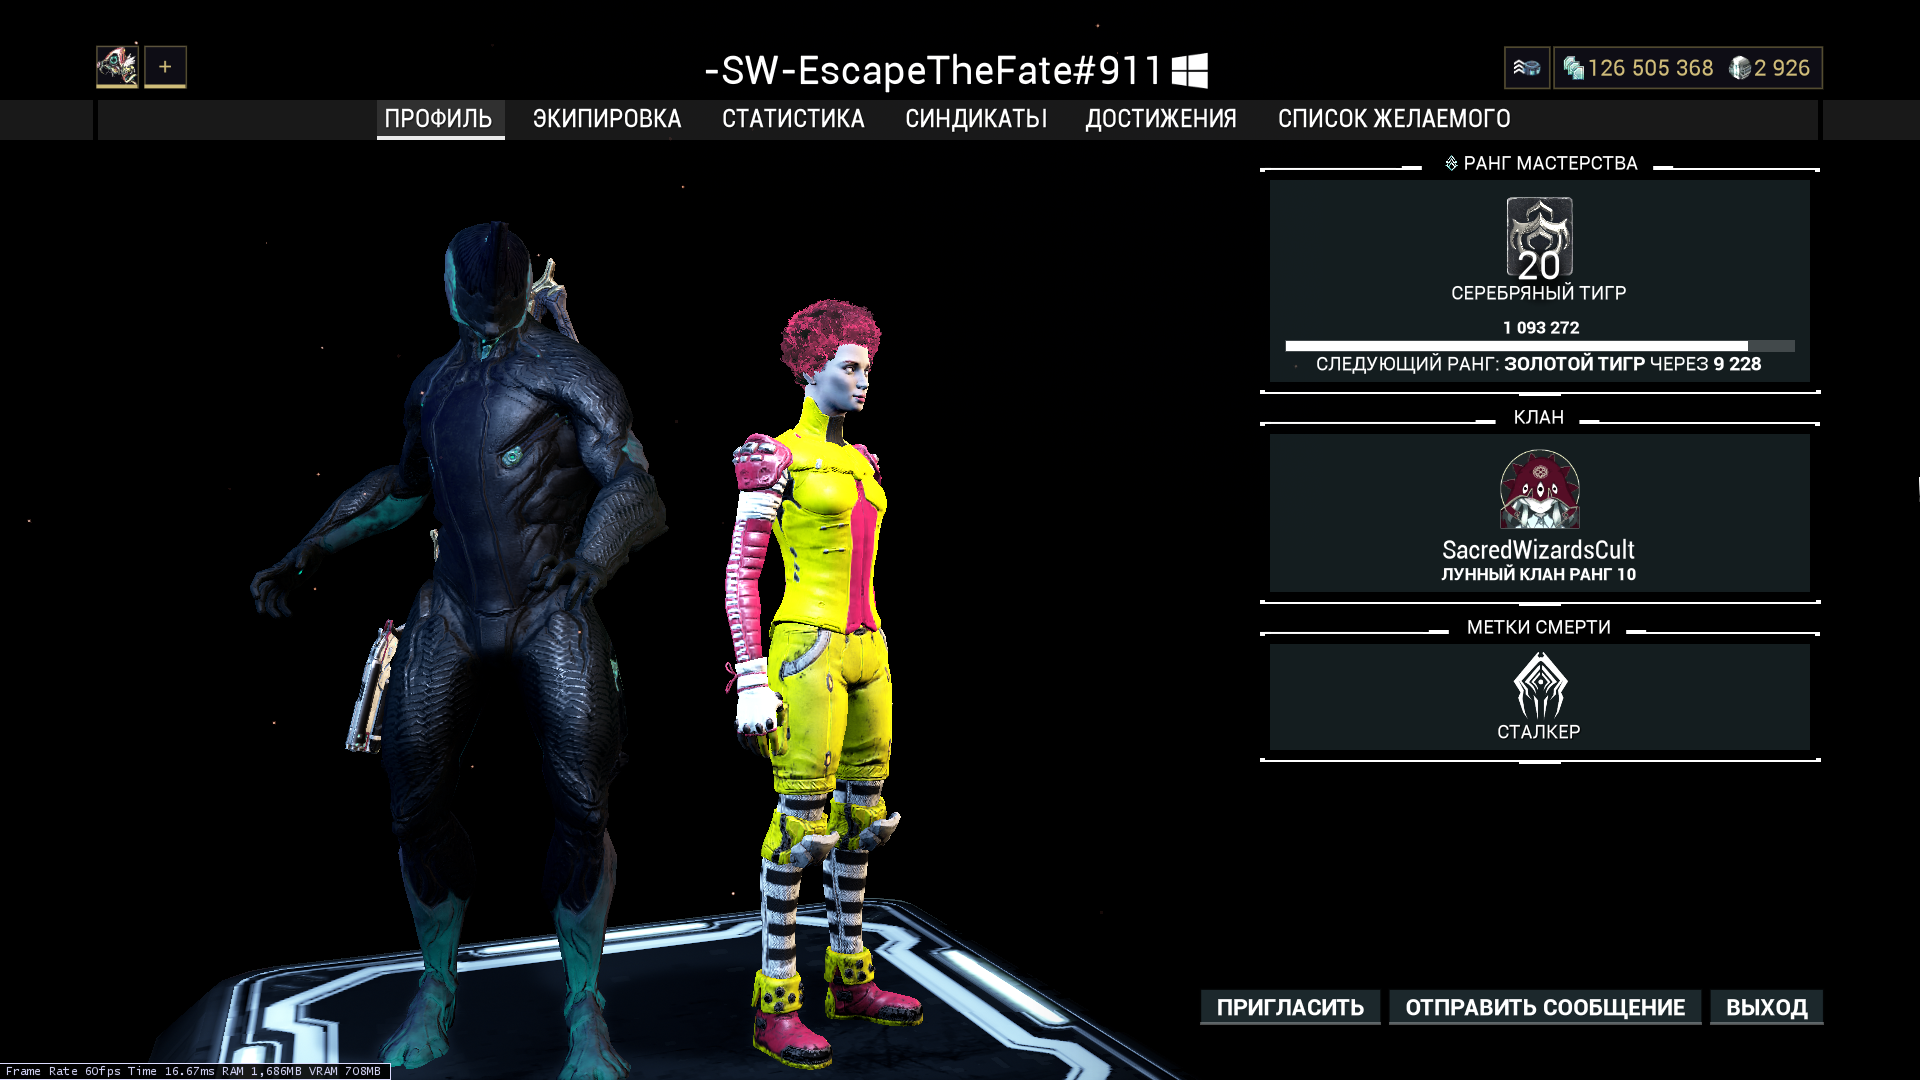 -SW-EscapeTheFate#911
+
126 505 368 2 926
ПРОФИЛЬ ЭКИПИРОВКА СТАТИСТИКА СИНДИКАТЫ ДОСТИЖЕНИЯ СПИСОК ЖЕЛАЕМОГО
РАНГ МАСТЕРСТВА
20
СЕРЕБРЯНЫЙ ТИГР
1 093 272
СЛЕДУЮЩИЙ РАНГ: ЗОЛОТОЙ ТИГР ЧЕРЕЗ 9 228
КЛАН
SacredWizardsCult
ЛУННЫЙ КЛАН РАНГ 10
МЕТКИ СМЕРТИ
СТАЛКЕР
ПРИГЛАСИТЬ ОТПРАВИТЬ СООБЩЕНИЕ ВЫХОД
Frame Rate 60fps Time 16.67ms RAM 1,686MB VRAM 708MB